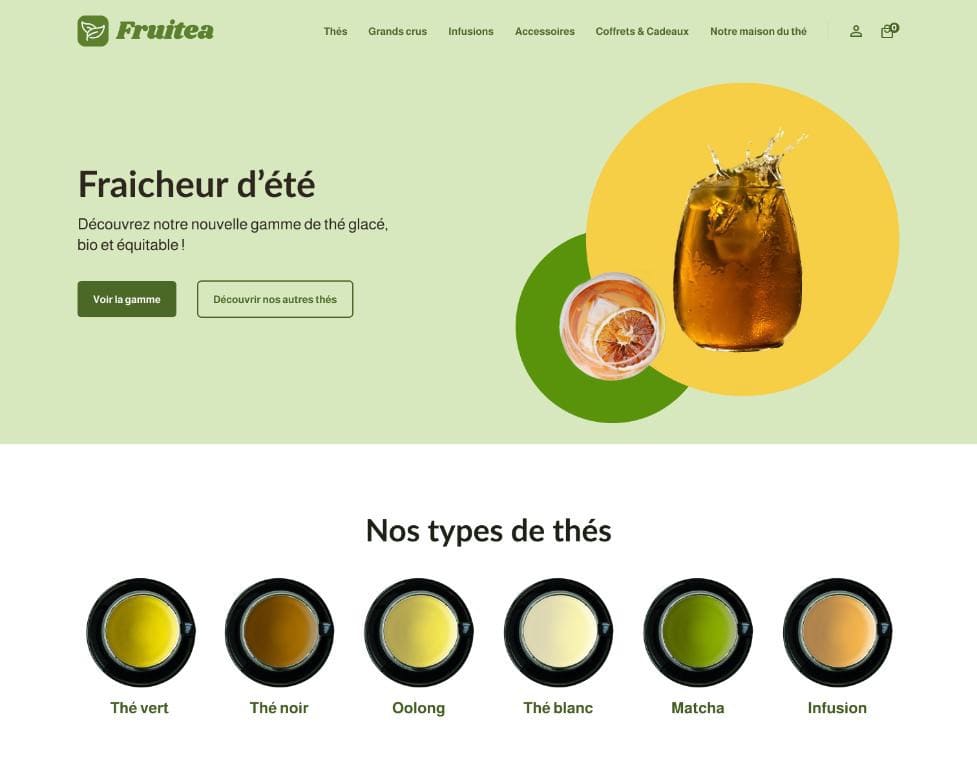 Fruitea
Thés
Grands crus
Infusions
Accessoires
Coffrets & Cadeaux
Notre maison du thé
0
Fraicheur d’été
Découvrez notre nouvelle gamme de thé glacé,
bio et équitable !
Voir la gamme
Découvrir nos autres thés
Nos types de thés
Thé vert
Thé noir
Oolong
Thé blanc
Matcha
Infusion